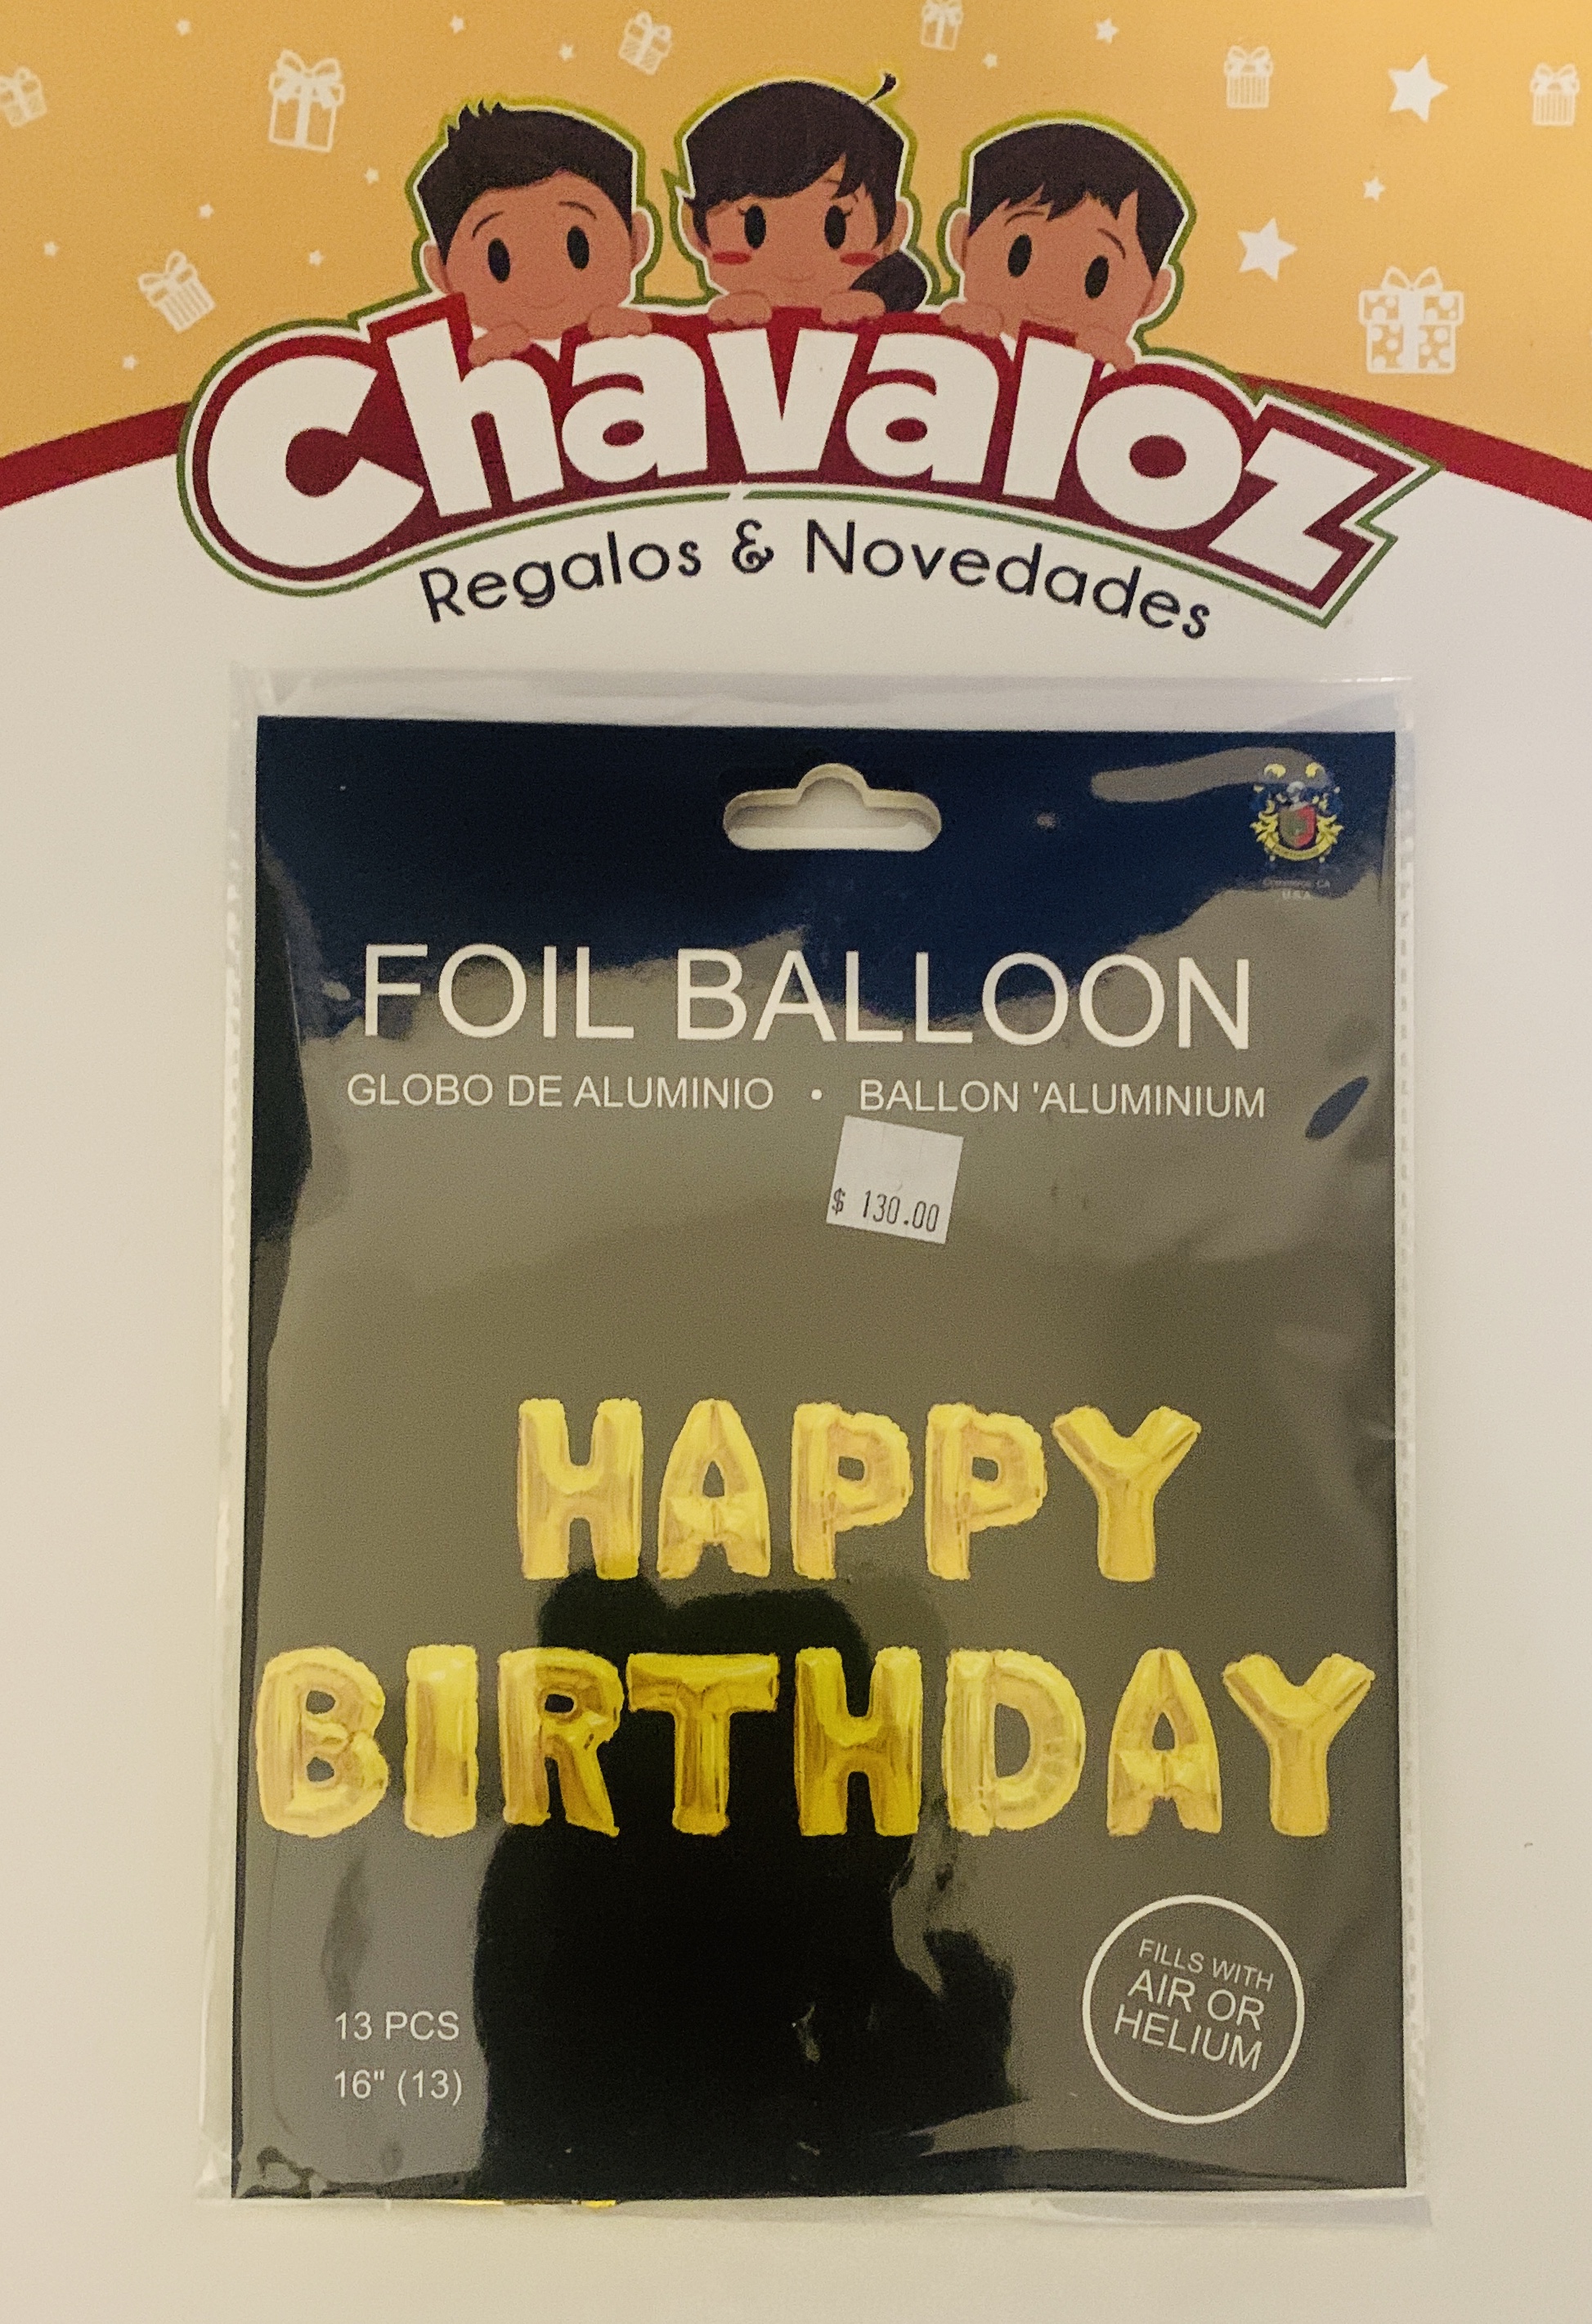 Chavaloz
Regalos & Novedades
U.S.A.
FOIL BALLOON
GLOBO DE ALUMINIO • BALLON 'ALUMINIUM
$ 130.00
HAPPY
BIRTHDAY
13 PCS
16" (13)
FILLS WITH
AIR OR
HELIUM